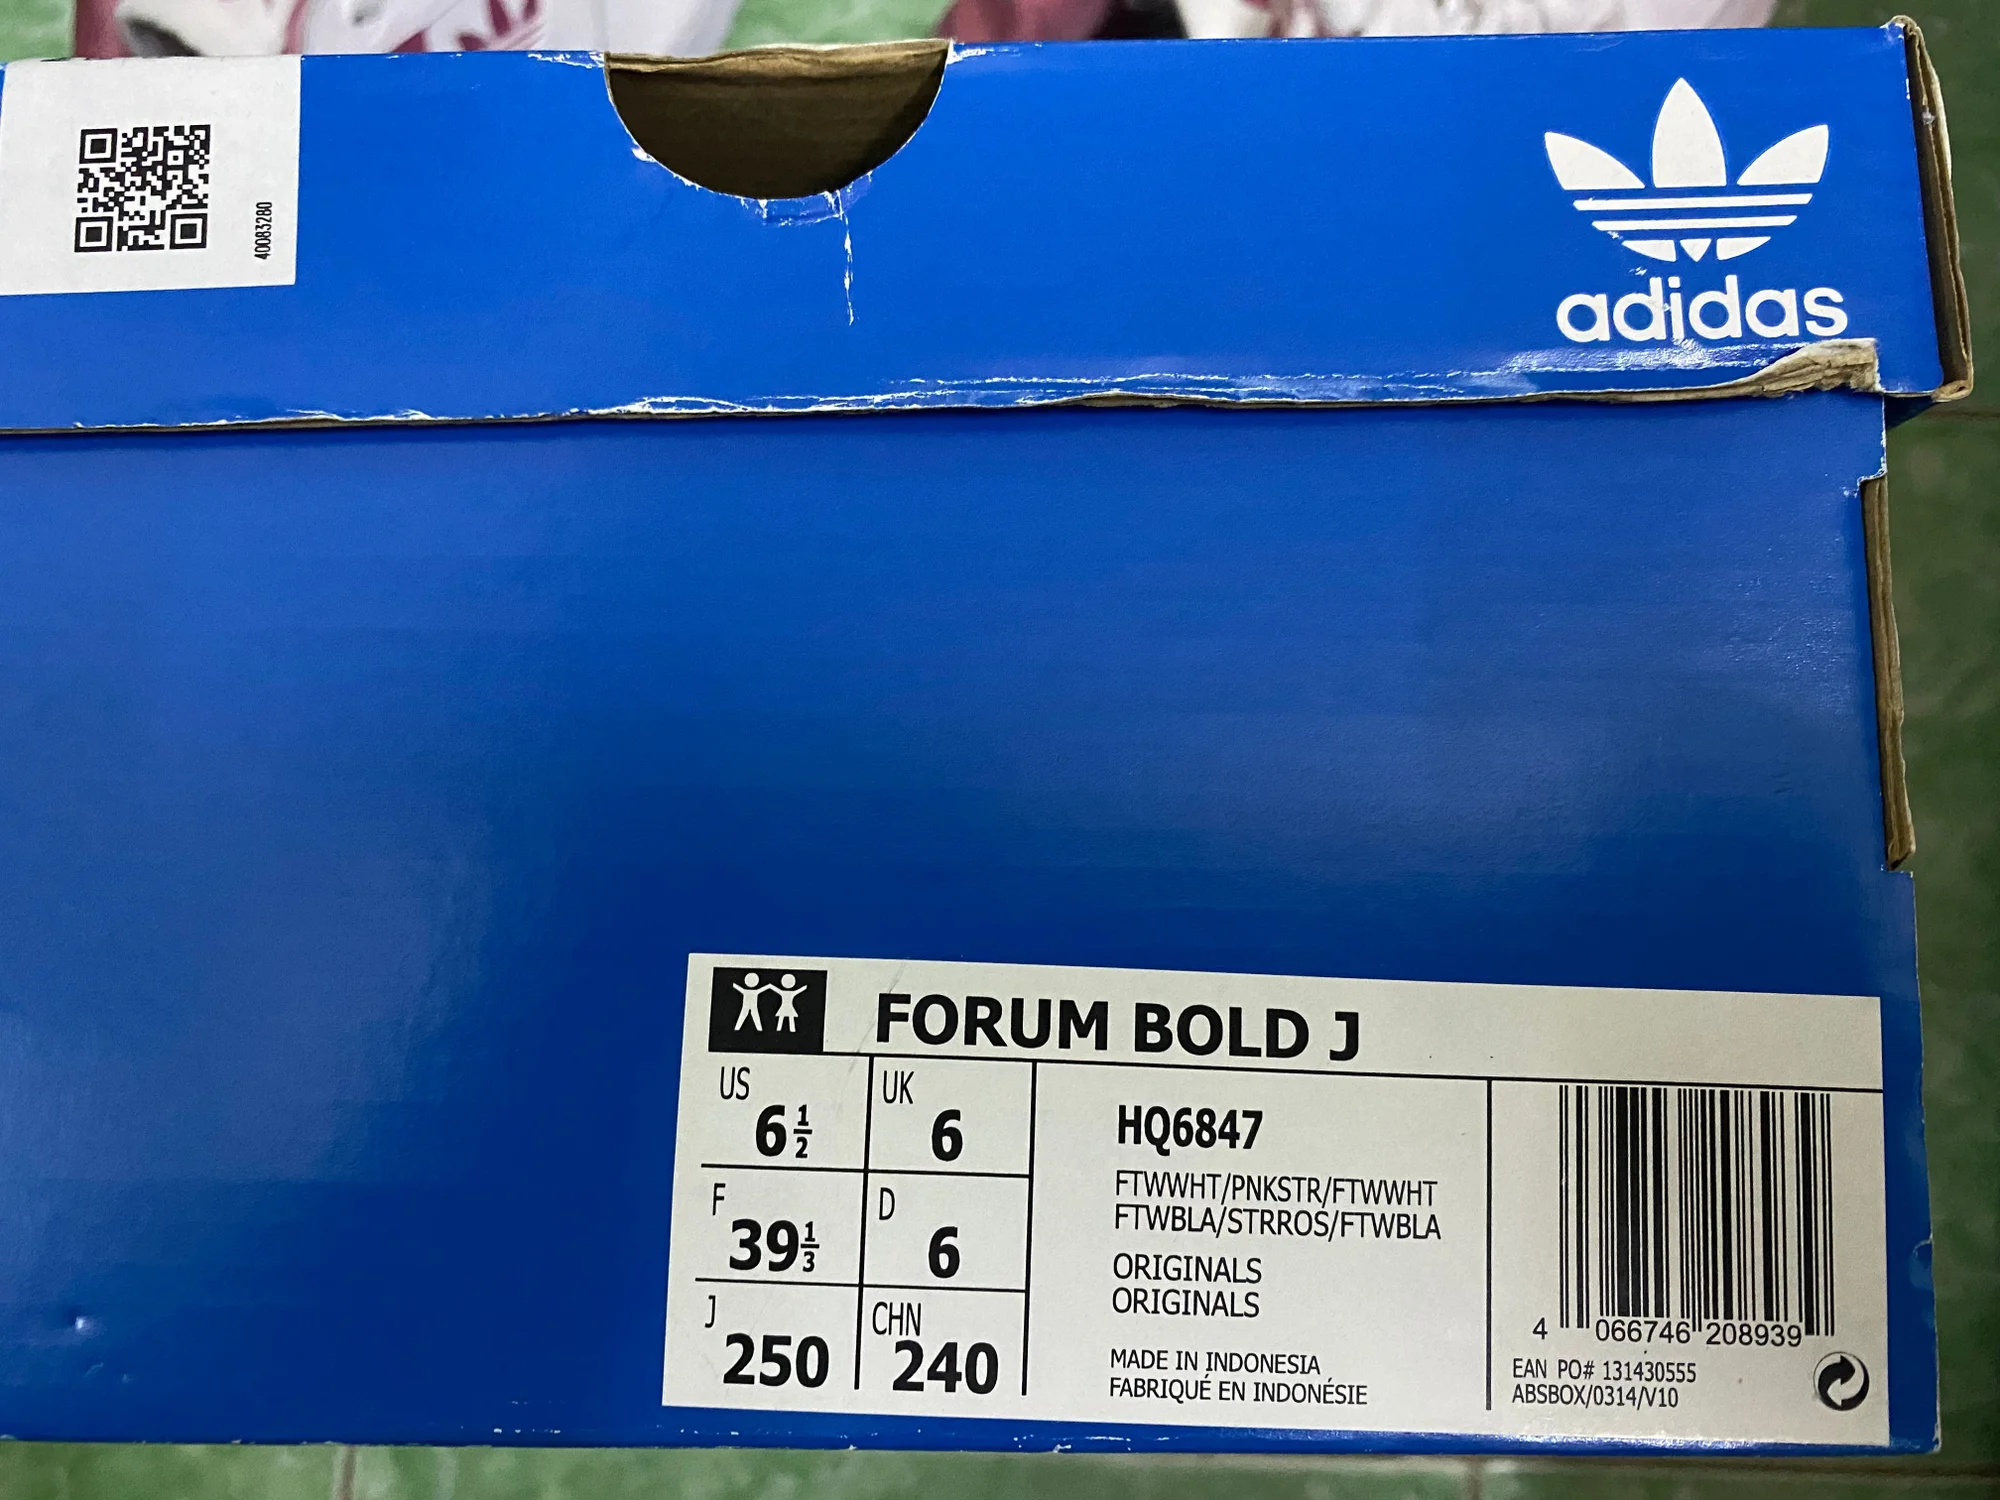 40083280
adidas
FORUM BOLD J
US 6 1/2
UK 6
F 39 1/3
D 6
J 250
CHN 240
HQ6847
FTWWHT/PNKSTR/FTWWHT
FTWBLA/STRROS/FTWBLA
ORIGINALS
ORIGINALS
MADE IN INDONESIA
FABRIQUÉ EN INDONÉSIE
4 066746 208939
EAN PO# 131430555
ABSBOX/0314/V10